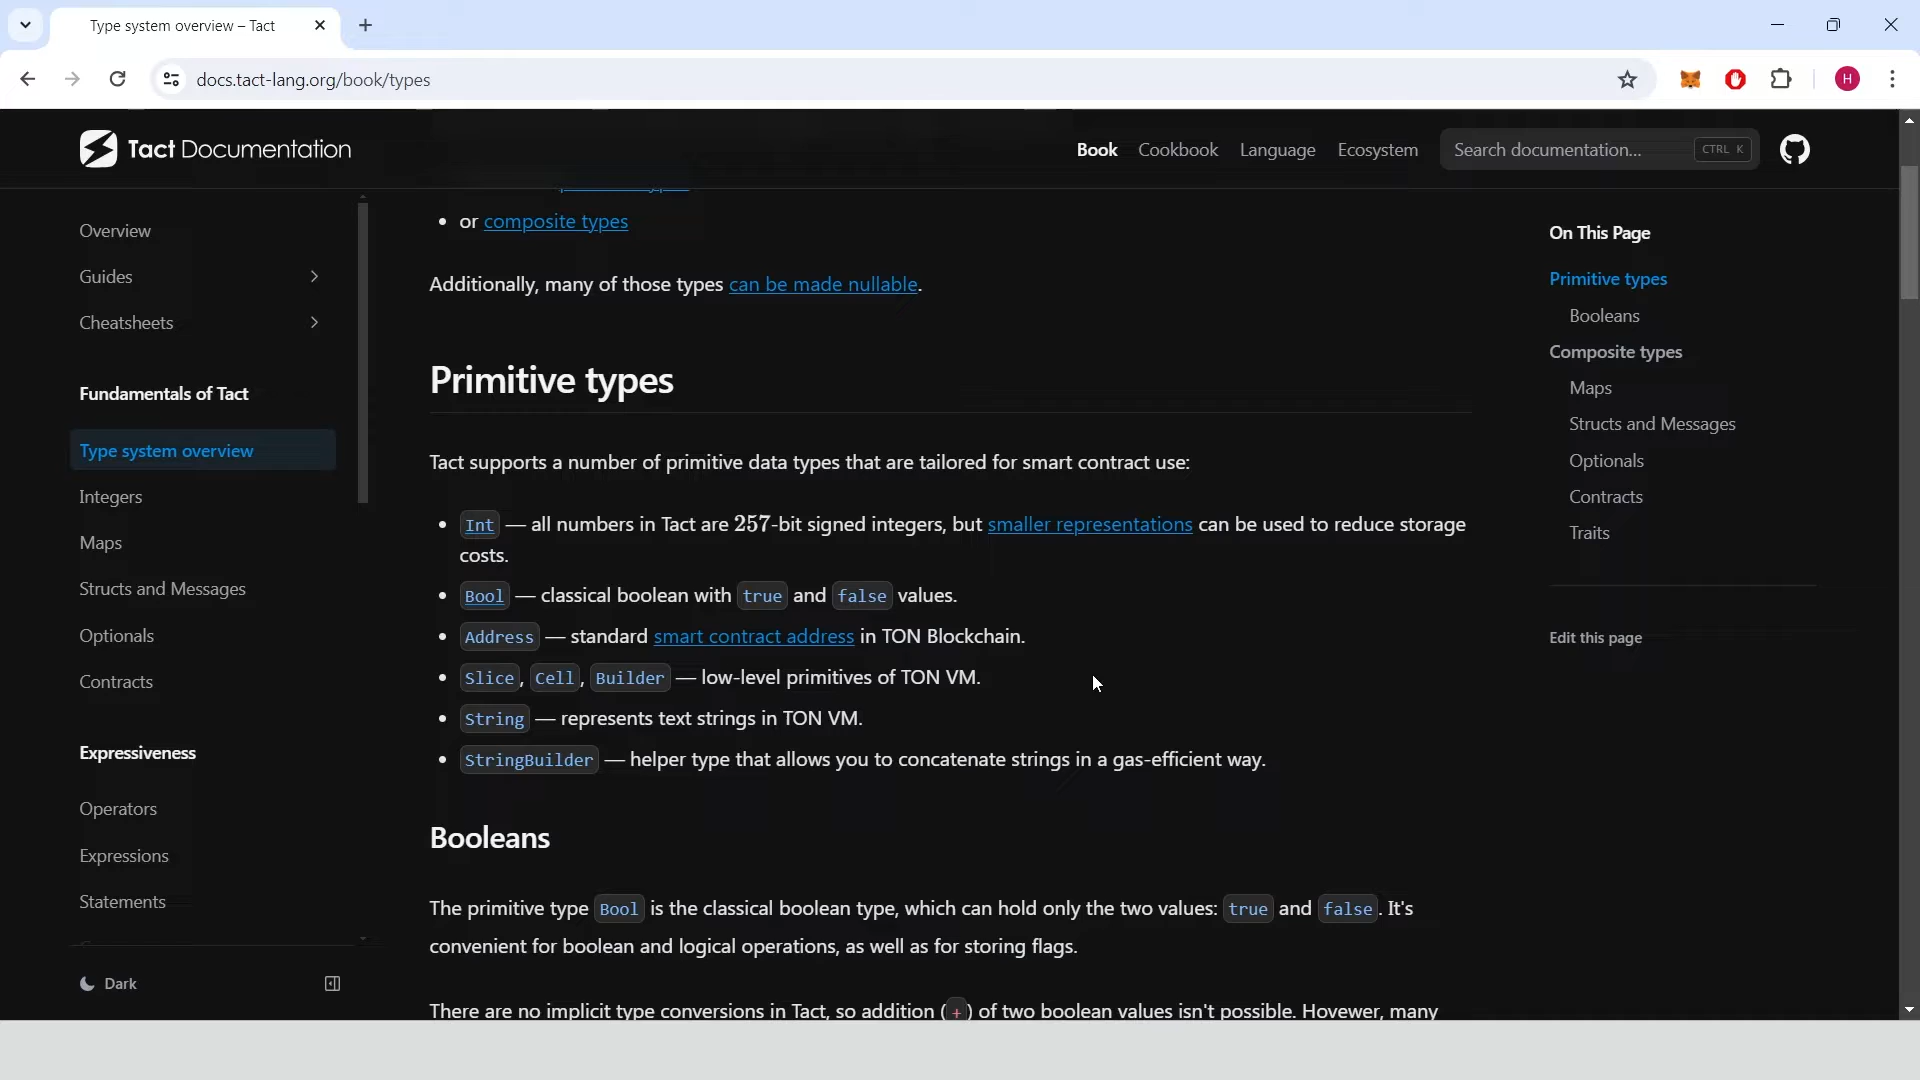 Type system overview – Tact
docs.tact-lang.org/book/types
H
Tact Documentation
Book
Cookbook
Language
Ecosystem
Search documentation...
CTRL K
Overview
Guides
Cheatsheets
Fundamentals of Tact
Type system overview
Integers
Maps
Structs and Messages
Optionals
Contracts
Expressiveness
Operators
Expressions
Statements
Dark
• or composite types
Additionally, many of those types can be made nullable.
Primitive types
Tact supports a number of primitive data types that are tailored for smart contract use:
• Int — all numbers in Tact are 257-bit signed integers, but smaller representations can be used to reduce storage
costs.
• Bool — classical boolean with true and false values.
• Address — standard smart contract address in TON Blockchain.
• Slice, Cell, Builder — low-level primitives of TON VM.
• String — represents text strings in TON VM.
• StringBuilder — helper type that allows you to concatenate strings in a gas-efficient way.
Booleans
The primitive type Bool is the classical boolean type, which can hold only the two values: true and false. It's
convenient for boolean and logical operations, as well as for storing flags.
There are no implicit type conversions in Tact, so addition (+) of two boolean values isn't possible. Hovewer, many
On This Page
Primitive types
Booleans
Composite types
Maps
Structs and Messages
Optionals
Contracts
Traits
Edit this page